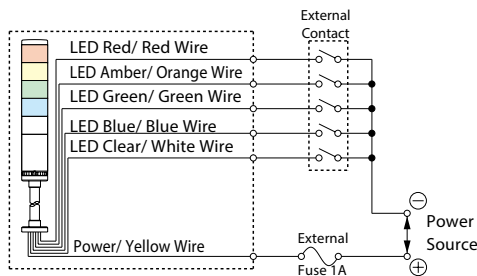 External
Contact
LED Red/ Red Wire
LED Amber/ Orange Wire
LED Green/ Green Wire
LED Blue/ Blue Wire
LED Clear/ White Wire
−
Power
Source
Power/ Yellow Wire
External
Fuse 1A
+